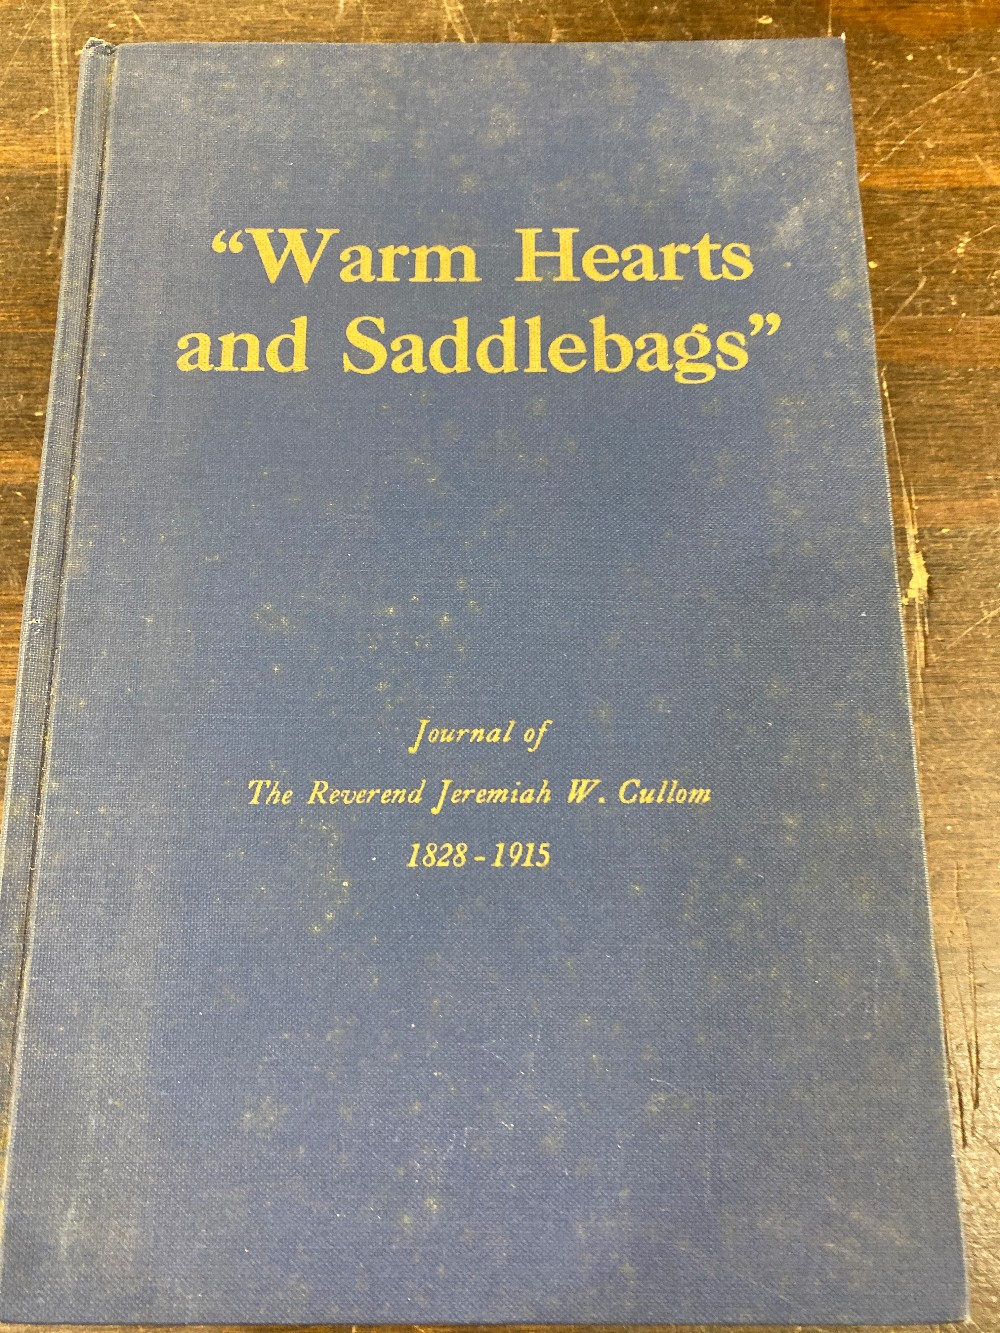 “Warm Hearts
and Saddlebags”
Journal of
The Reverend Jeremiah W. Cullom
1828-1915